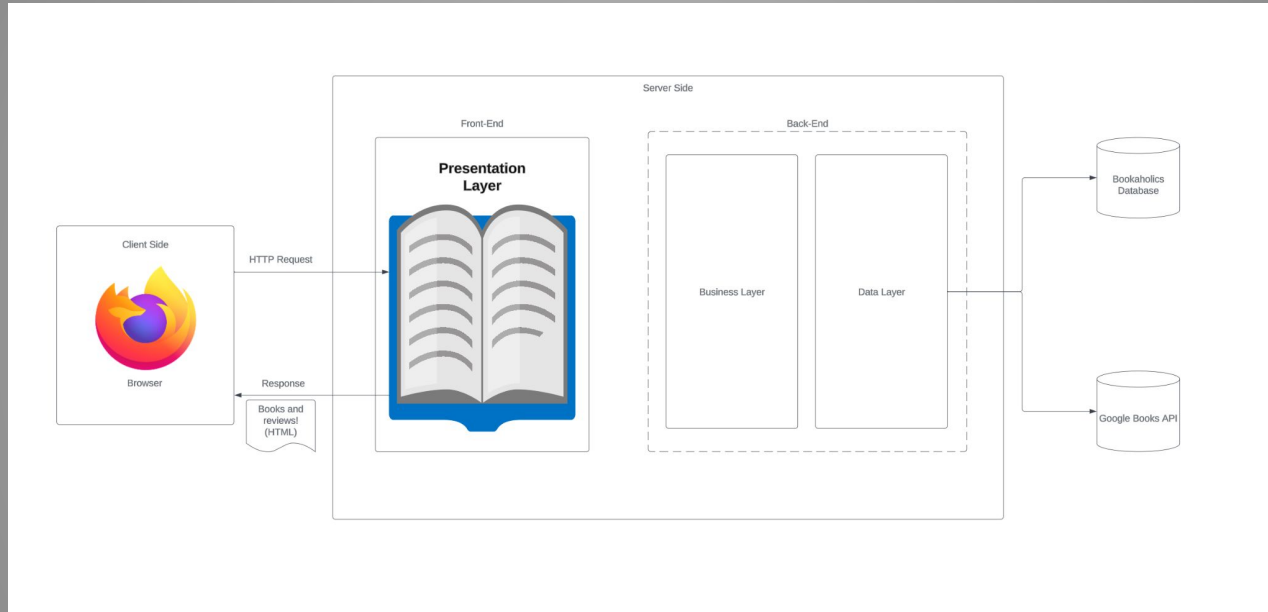 Server Side
Front-End
Back-End
Presentation
Layer
Client Side
Browser
HTTP Request
Response
Books and
reviews!
(HTML)
Business Layer
Data Layer
Bookaholics
Database
Google Books API